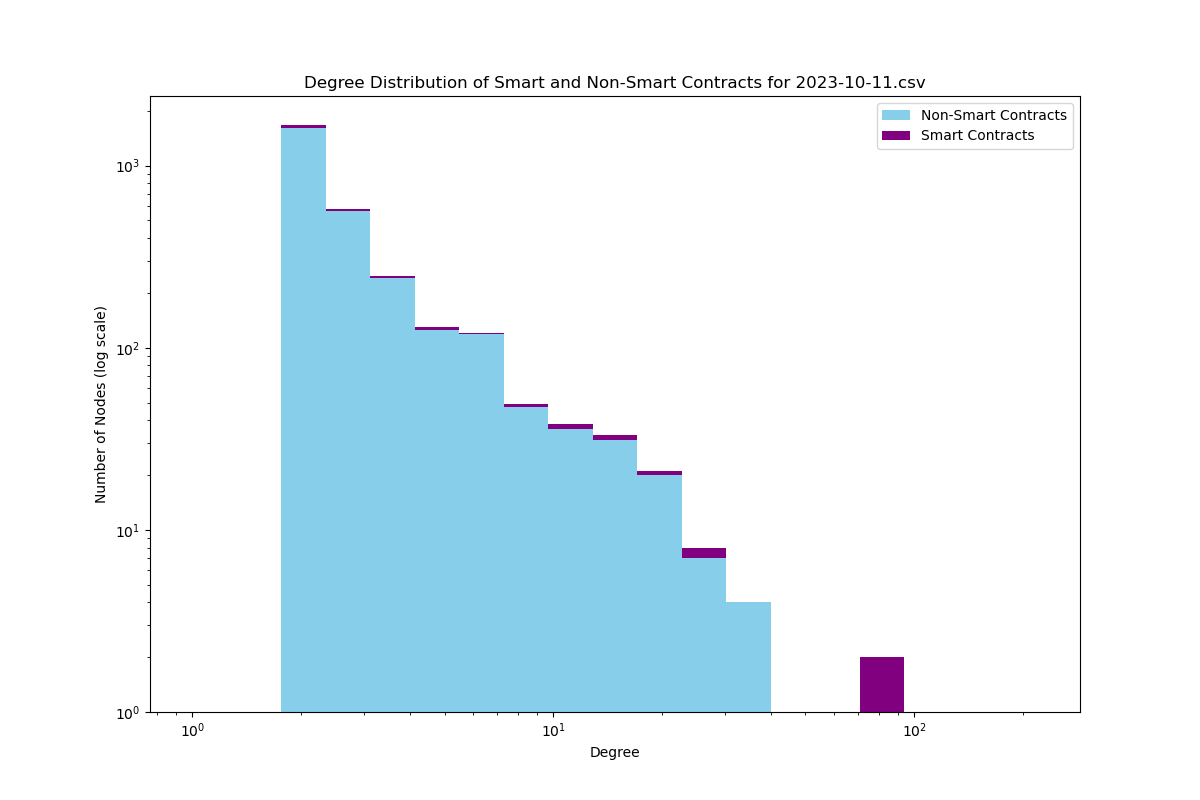 Degree Distribution of Smart and Non-Smart Contracts for 2023-10-11.csv
Non-Smart Contracts
Smart Contracts
Number of Nodes (log scale)
10³
10²
10¹
10⁰
10⁰ 10¹ 10²
Degree